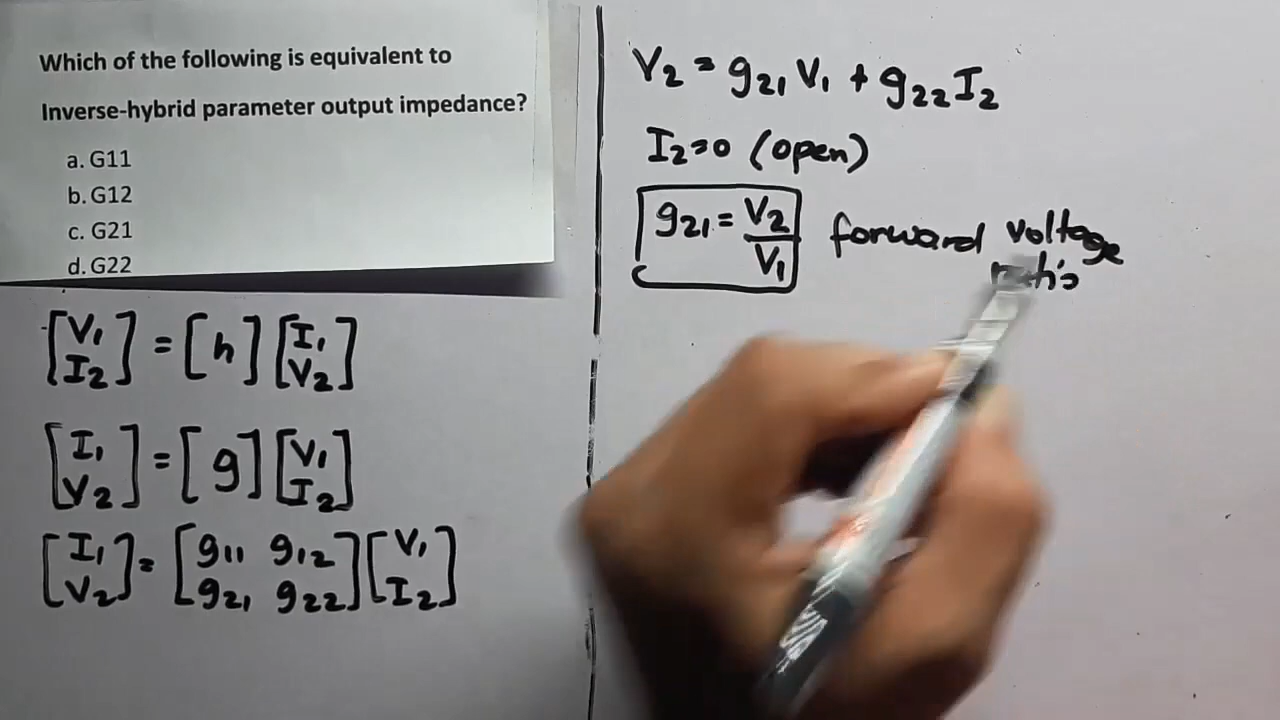 Which of the following is equivalent to
Inverse-hybrid parameter output impedance?
a. G11
b. G12
c. G21
d. G22
[V1 I2] = [h] [I1 V2]
[I1 V2] = [g] [V1 I2]
[I1 V2] = [g11 g12 g21 g22] [V1 I2]
V2 = g21 V1 + g22 I2
I2=0 (open)
g21 = V2/V1 forward voltage
ratio